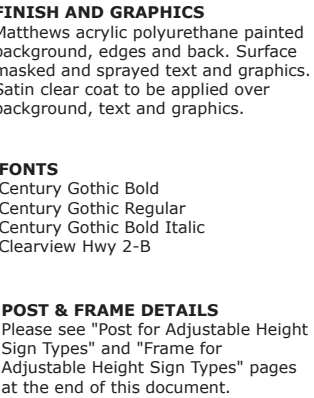 FINISH AND GRAPHICS
Matthews acrylic polyurethane painted
background, edges and back. Surface
masked and sprayed text and graphics.
Satin clear coat to be applied over
background, text and graphics.
FONTS
Century Gothic Bold
Century Gothic Regular
Century Gothic Bold Italic
Clearview Hwy 2-B
POST & FRAME DETAILS
Please see "Post for Adjustable Height
Sign Types" and "Frame for
Adjustable Height Sign Types" pages
at the end of this document.